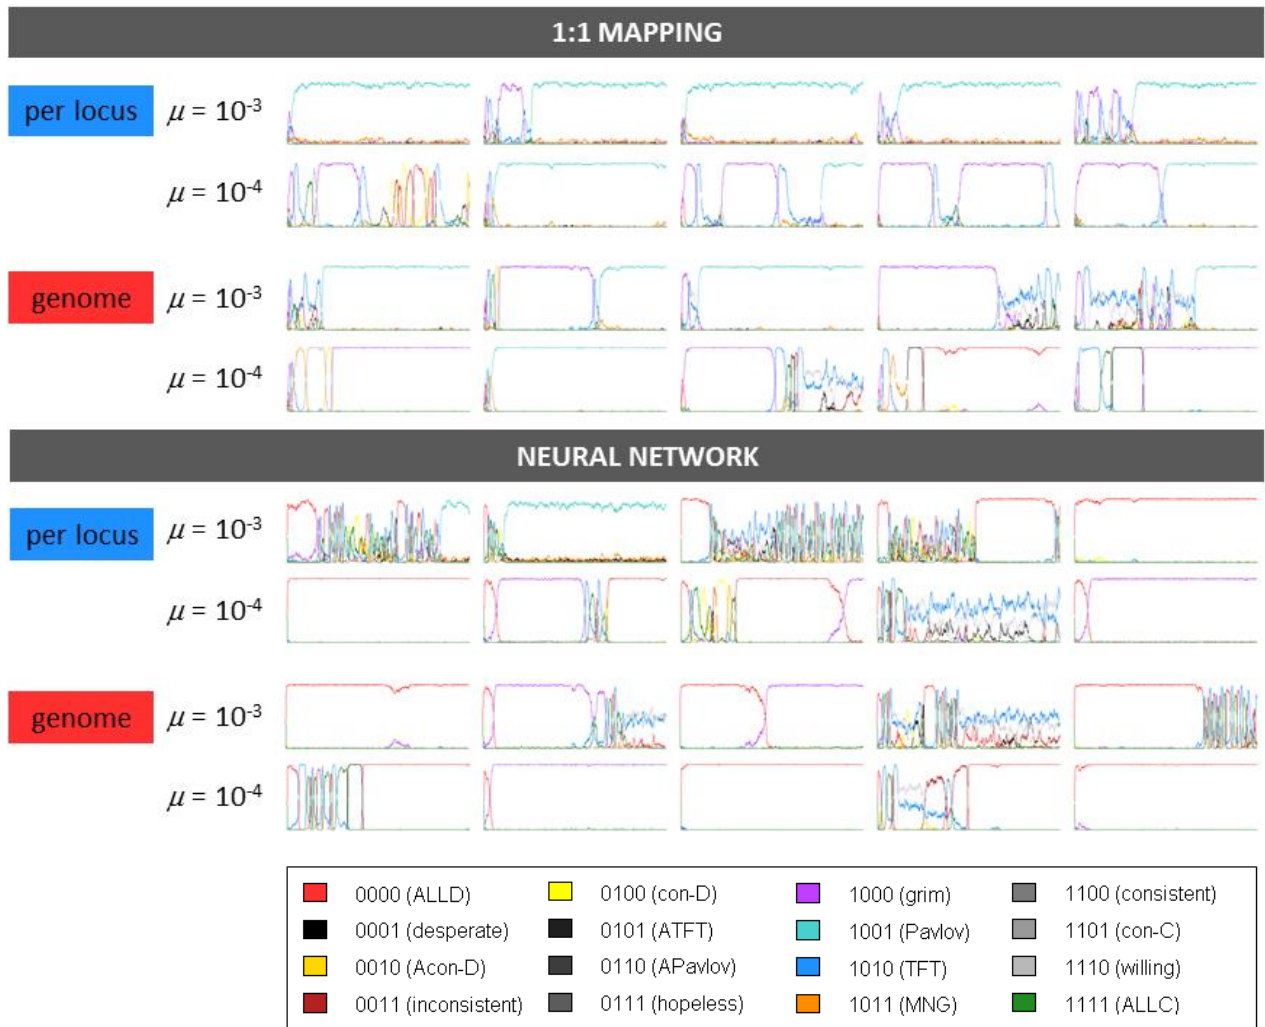 1:1 MAPPING
per locus μ = 10⁻³
μ = 10⁻⁴
genome μ = 10⁻³
μ = 10⁻⁴
NEURAL NETWORK
per locus μ = 10⁻³
μ = 10⁻⁴
genome μ = 10⁻³
μ = 10⁻⁴
0000 (ALLD) 0100 (con-D) 1000 (grim) 1100 (consistent)
0001 (desperate) 0101 (ATFT) 1001 (Pavlov) 1101 (con-C)
0010 (Acon-D) 0110 (APavlov) 1010 (TFT) 1110 (willing)
0011 (inconsistent) 0111 (hopeless) 1011 (MNG) 1111 (ALLC)